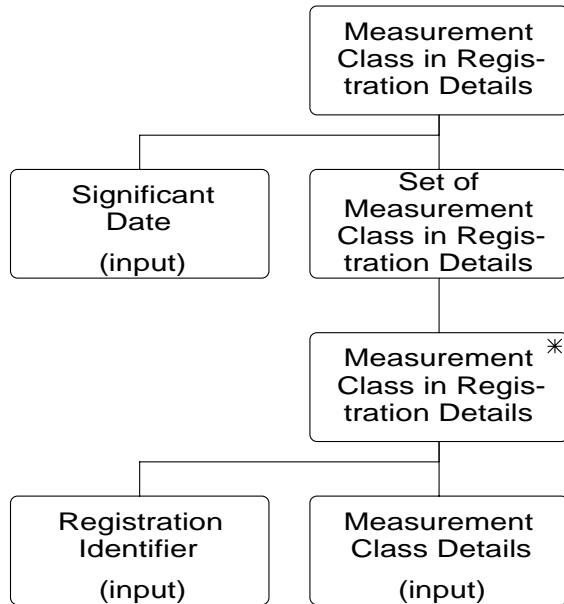 Measurement
Class in Regis-
tration Details
Significant
Date
(input)
Set of
Measurement
Class in Regis-
tration Details
Measurement
Class in Regis-
tration Details
*
Registration
Identifier
(input)
Measurement
Class Details
(input)